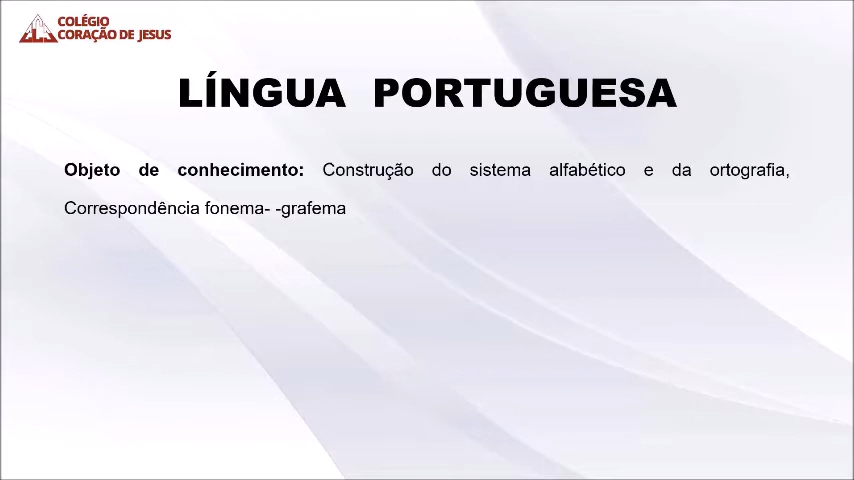 COLÉGIO
CORAÇÃO DE JESUS
LÍNGUA PORTUGUESA
Objeto de conhecimento: Construção do sistema alfabético e da ortografia,
Correspondência fonema- -grafema